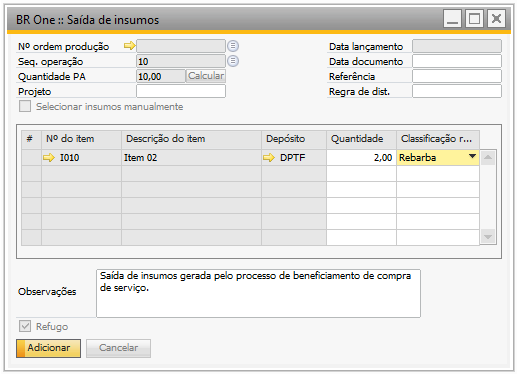 BR One :: Saída de insumos
Nº ordem produção
Data lançamento
Seq. operação 10
Data documento
Quantidade PA 10,00 Calcular
Referência
Projeto
Regra de dist.
Selecionar insumos manualmente
# Nº do item Descrição do item Depósito Quantidade Classificação r...
I010 Item 02 DPTF 2,00 Rebarba
Observações
Saída de insumos gerada pelo processo de beneficiamento de compra
de serviço.
Refugo
Adicionar Cancelar